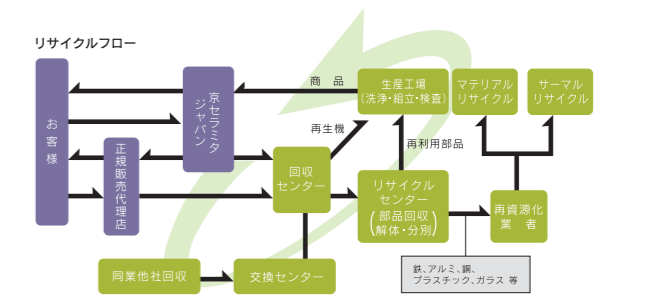 リサイクルフロー
お客様
京セラミタ
ジャパン
正規販売代理店
商品
再生機
再利用部品
生産工場
(洗浄・組立・検査)
マテリアル
リサイクル
サーマル
リサイクル
回収
センター
リサイクル
センター
(部品回収
解体・分別)
再資源化
業者
鉄、アルミ、銅、
プラスチック、ガラス 等
同業他社回収
交換センター